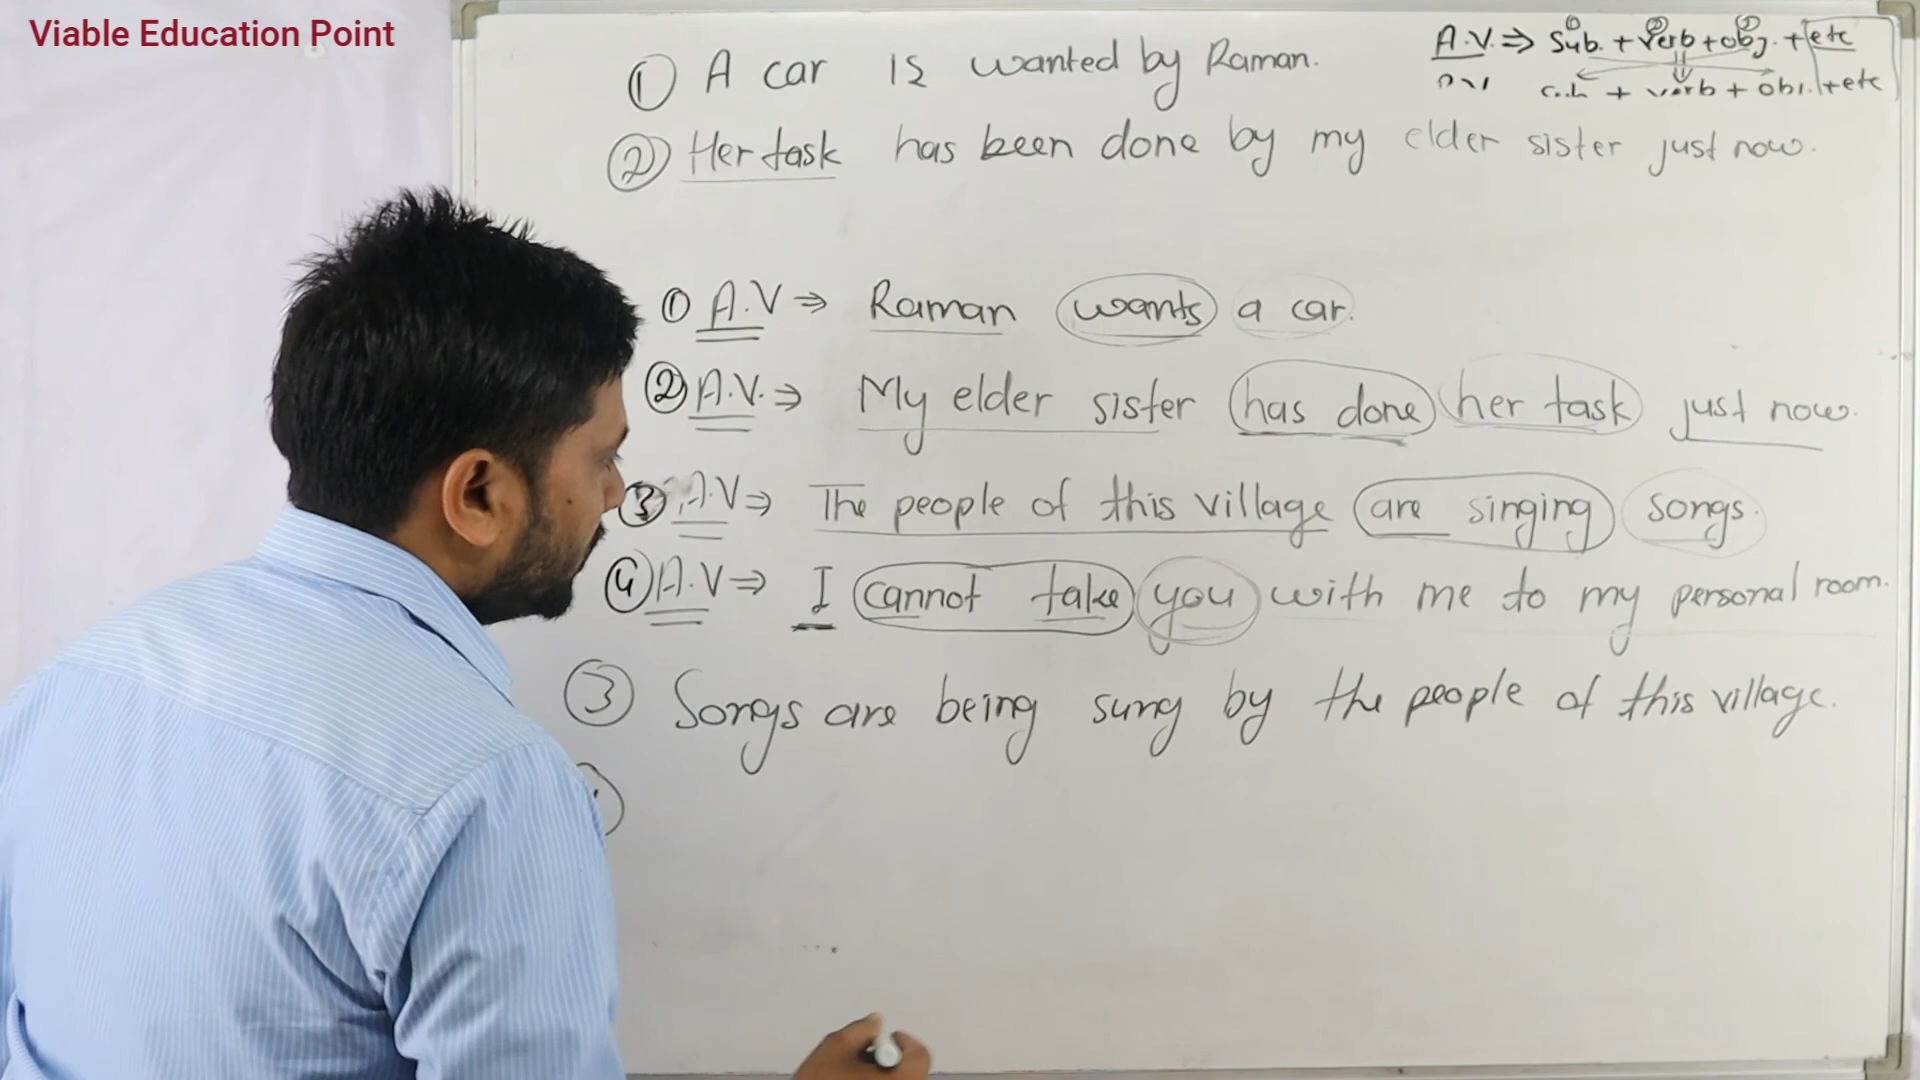 Viable Education Point
A.V. ⇒ Sub. + verb + obj. + etc
+ verb + obj. + etc
① A car is wanted by Raman.
② Her task has been done by my elder sister just now.
① A.V ⇒ Raman wants a car.
② A.V. ⇒ My elder sister has done her task just now.
③ A.V ⇒ The people of this village are singing songs.
④ A.V ⇒ I cannot take you with me to my personal room.
③ Songs are being sung by the people of this village.